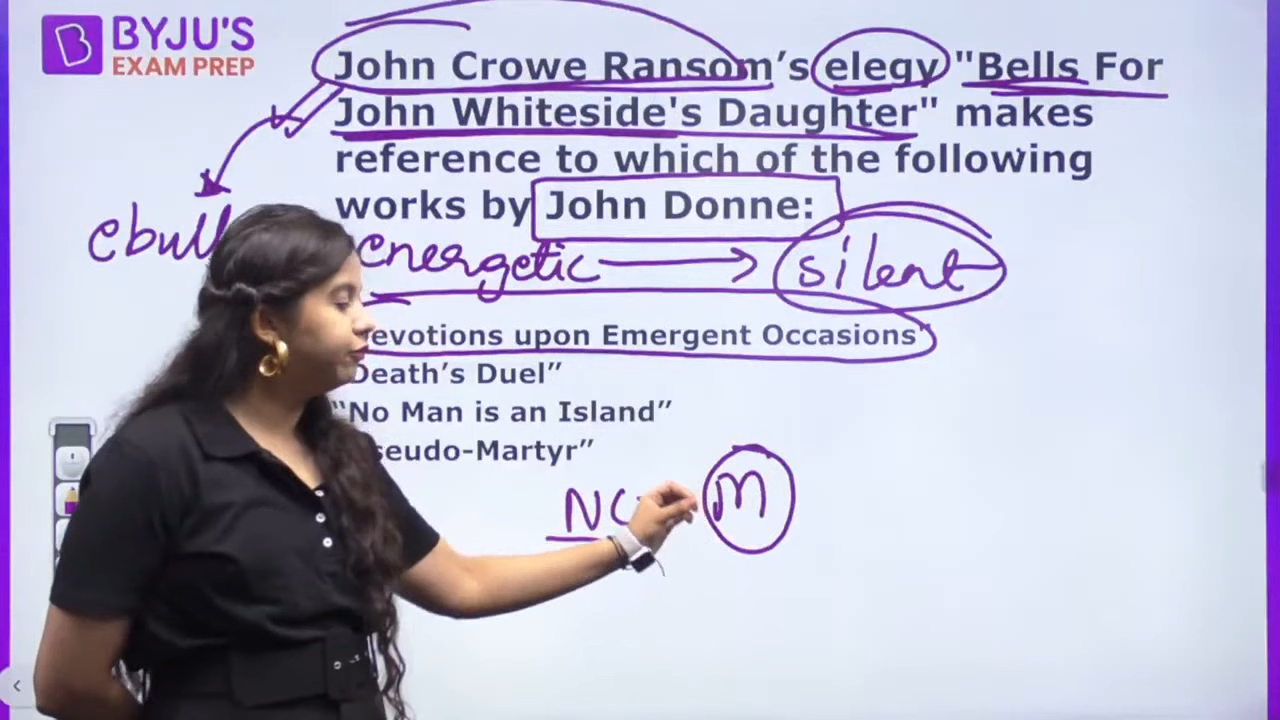 BYJU'S
EXAM PREP
John Crowe Ransom's elegy "Bells For
John Whiteside's Daughter" makes
reference to which of the following
works by John Donne:
energetic → silent
evotions upon Emergent Occasions"
Death's Duel”
“No Man is an Island”
seudo-Martyr”
M